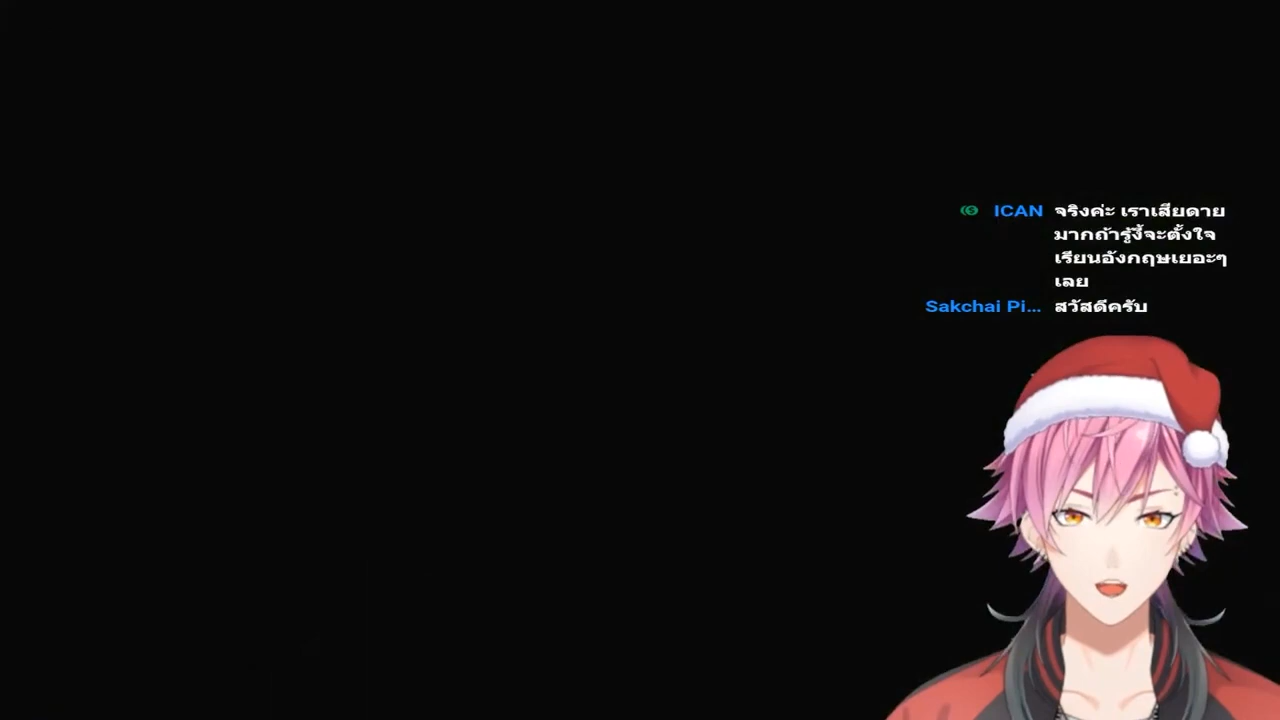 ICAN จริงค่ะ เราเสียดาย
มากถ้ารู้งี้จะตั้งใจ
เรียนอังกฤษเยอะๆ
เลย
Sakchai Pi... สวัสดีครับ